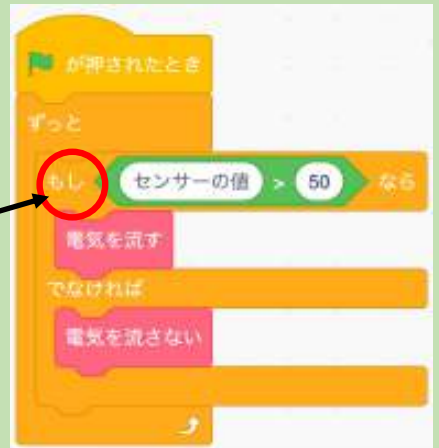 が押されたとき
ずっと
もし センサーの値 > 50 なら
電気を流す
でなければ
電気を流さない